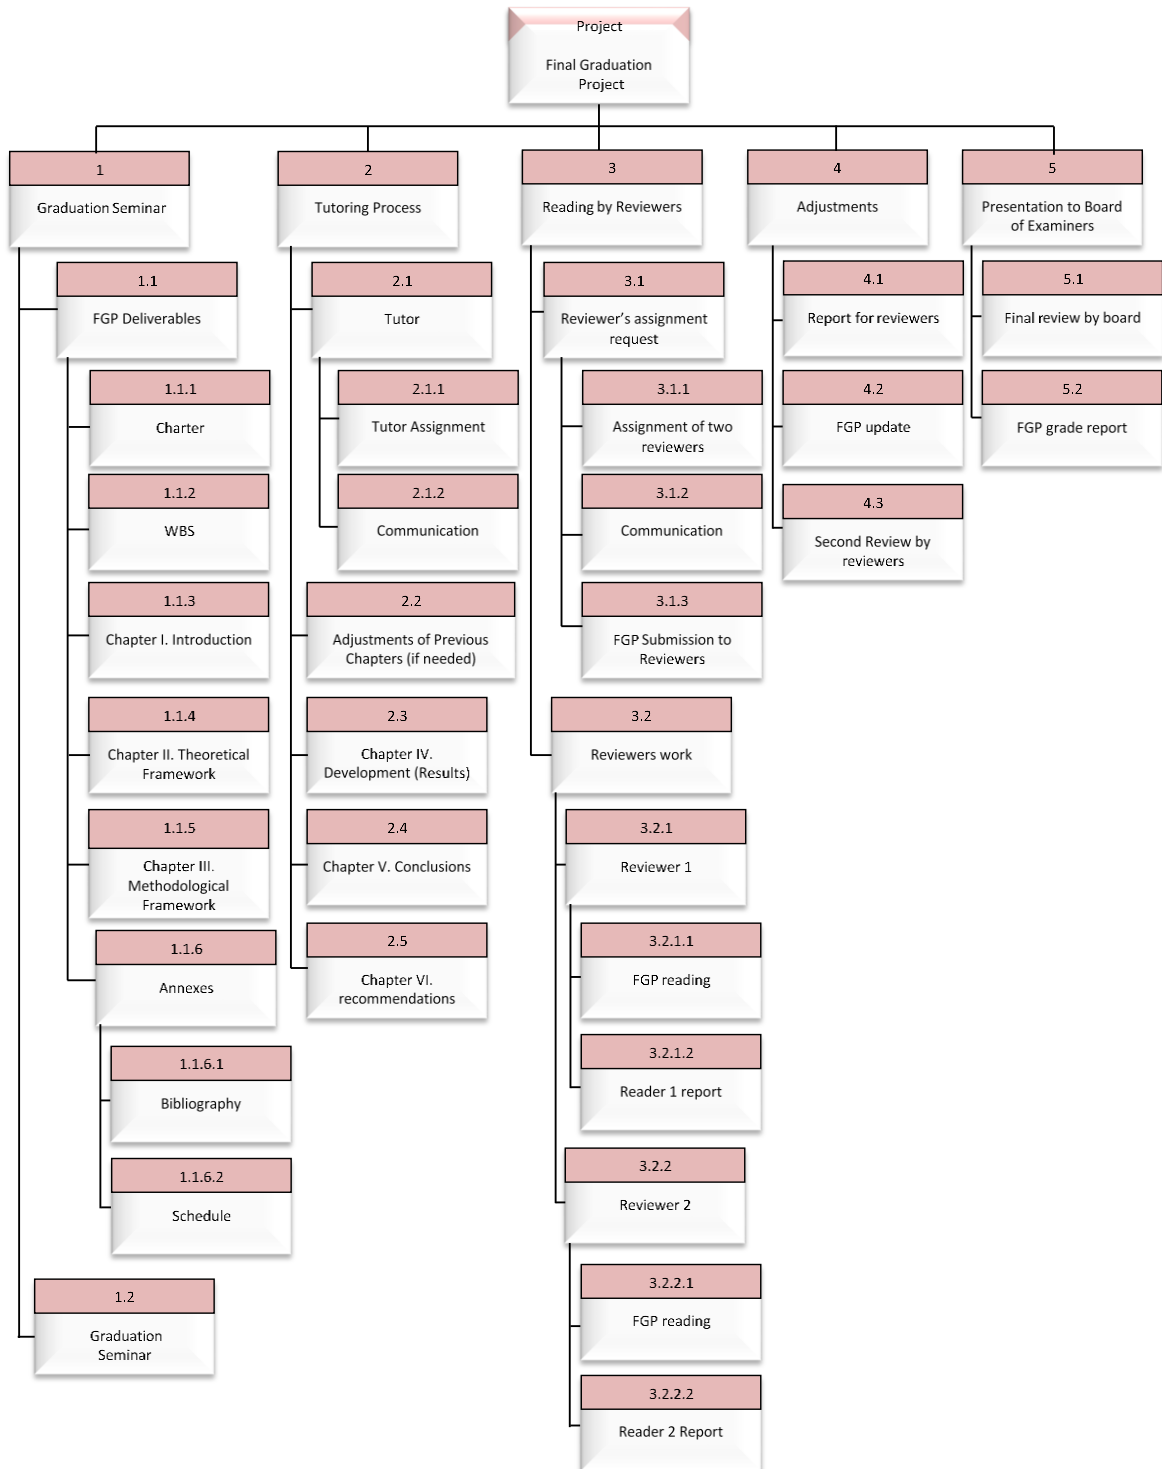 Project
Final Graduation
Project
1
Graduation Seminar
1.1
FGP Deliverables
1.1.1
Charter
1.1.2
WBS
1.1.3
Chapter I. Introduction
1.1.4
Chapter II. Theoretical
Framework
1.1.5
Chapter III.
Methodological
Framework
1.1.6
Annexes
1.1.6.1
Bibliography
1.1.6.2
Schedule
1.2
Graduation
Seminar
2
Tutoring Process
2.1
Tutor
2.1.1
Tutor Assignment
2.1.2
Communication
2.2
Adjustments of Previous
Chapters (if needed)
2.3
Chapter IV.
Development (Results)
2.4
Chapter V. Conclusions
2.5
Chapter VI.
recommendations
3
Reading by Reviewers
3.1
Reviewer’s assignment
request
3.1.1
Assignment of two
reviewers
3.1.2
Communication
3.1.3
FGP Submission to
Reviewers
3.2
Reviewers work
3.2.1
Reviewer 1
3.2.1.1
FGP reading
3.2.1.2
Reader 1 report
3.2.2
Reviewer 2
3.2.2.1
FGP reading
3.2.2.2
Reader 2 Report
4
Adjustments
4.1
Report for reviewers
4.2
FGP update
4.3
Second Review by
reviewers
5
Presentation to Board
of Examiners
5.1
Final review by board
5.2
FGP grade report